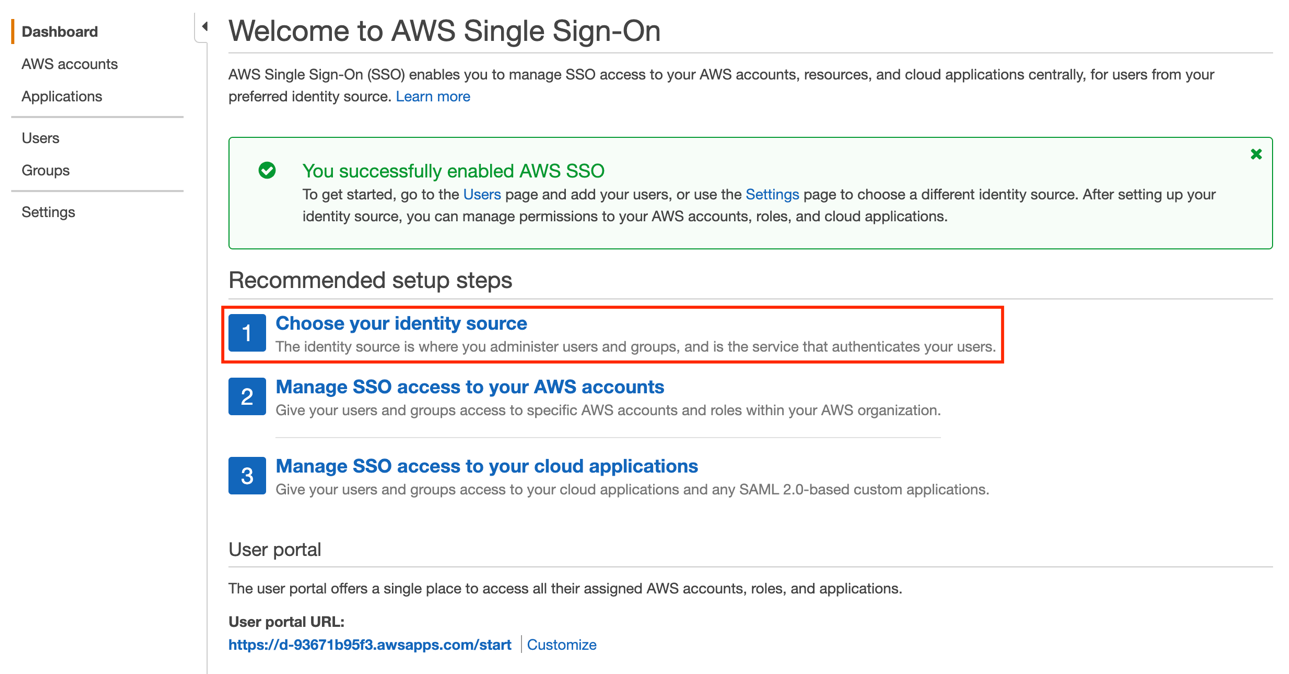 Dashboard
AWS accounts
Applications
Users
Groups
Settings
Welcome to AWS Single Sign-On
AWS Single Sign-On (SSO) enables you to manage SSO access to your AWS accounts, resources, and cloud applications centrally, for users from your
preferred identity source. Learn more
You successfully enabled AWS SSO
To get started, go to the Users page and add your users, or use the Settings page to choose a different identity source. After setting up your
identity source, you can manage permissions to your AWS accounts, roles, and cloud applications.
Recommended setup steps
1 Choose your identity source
The identity source is where you administer users and groups, and is the service that authenticates your users.
2 Manage SSO access to your AWS accounts
Give your users and groups access to specific AWS accounts and roles within your AWS organization.
3 Manage SSO access to your cloud applications
Give your users and groups access to your cloud applications and any SAML 2.0-based custom applications.
User portal
The user portal offers a single place to access all their assigned AWS accounts, roles, and applications.
User portal URL:
https://d-93671b95f3.awsapps.com/start Customize